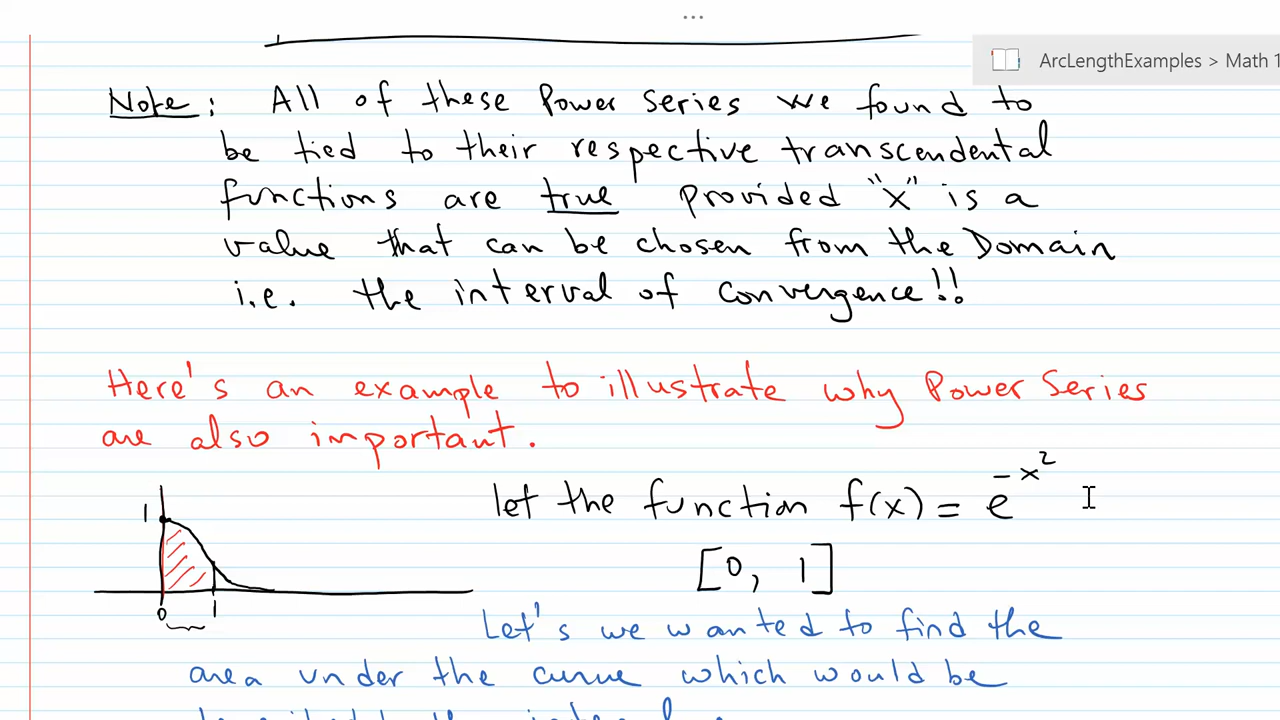 ...
ArcLengthExamples > Math 1
Note: All of these Power Series we found to
be tied to their respective transcendental
functions are true provided "x" is a
value that can be chosen from the Domain
i.e. the interval of convergence!!
Here's an example to illustrate why Power Series
are also important.
let the function f(x) = e^-x^2
1
[0, 1]
0 1
Let's we wanted to find the
area under the curve which would be